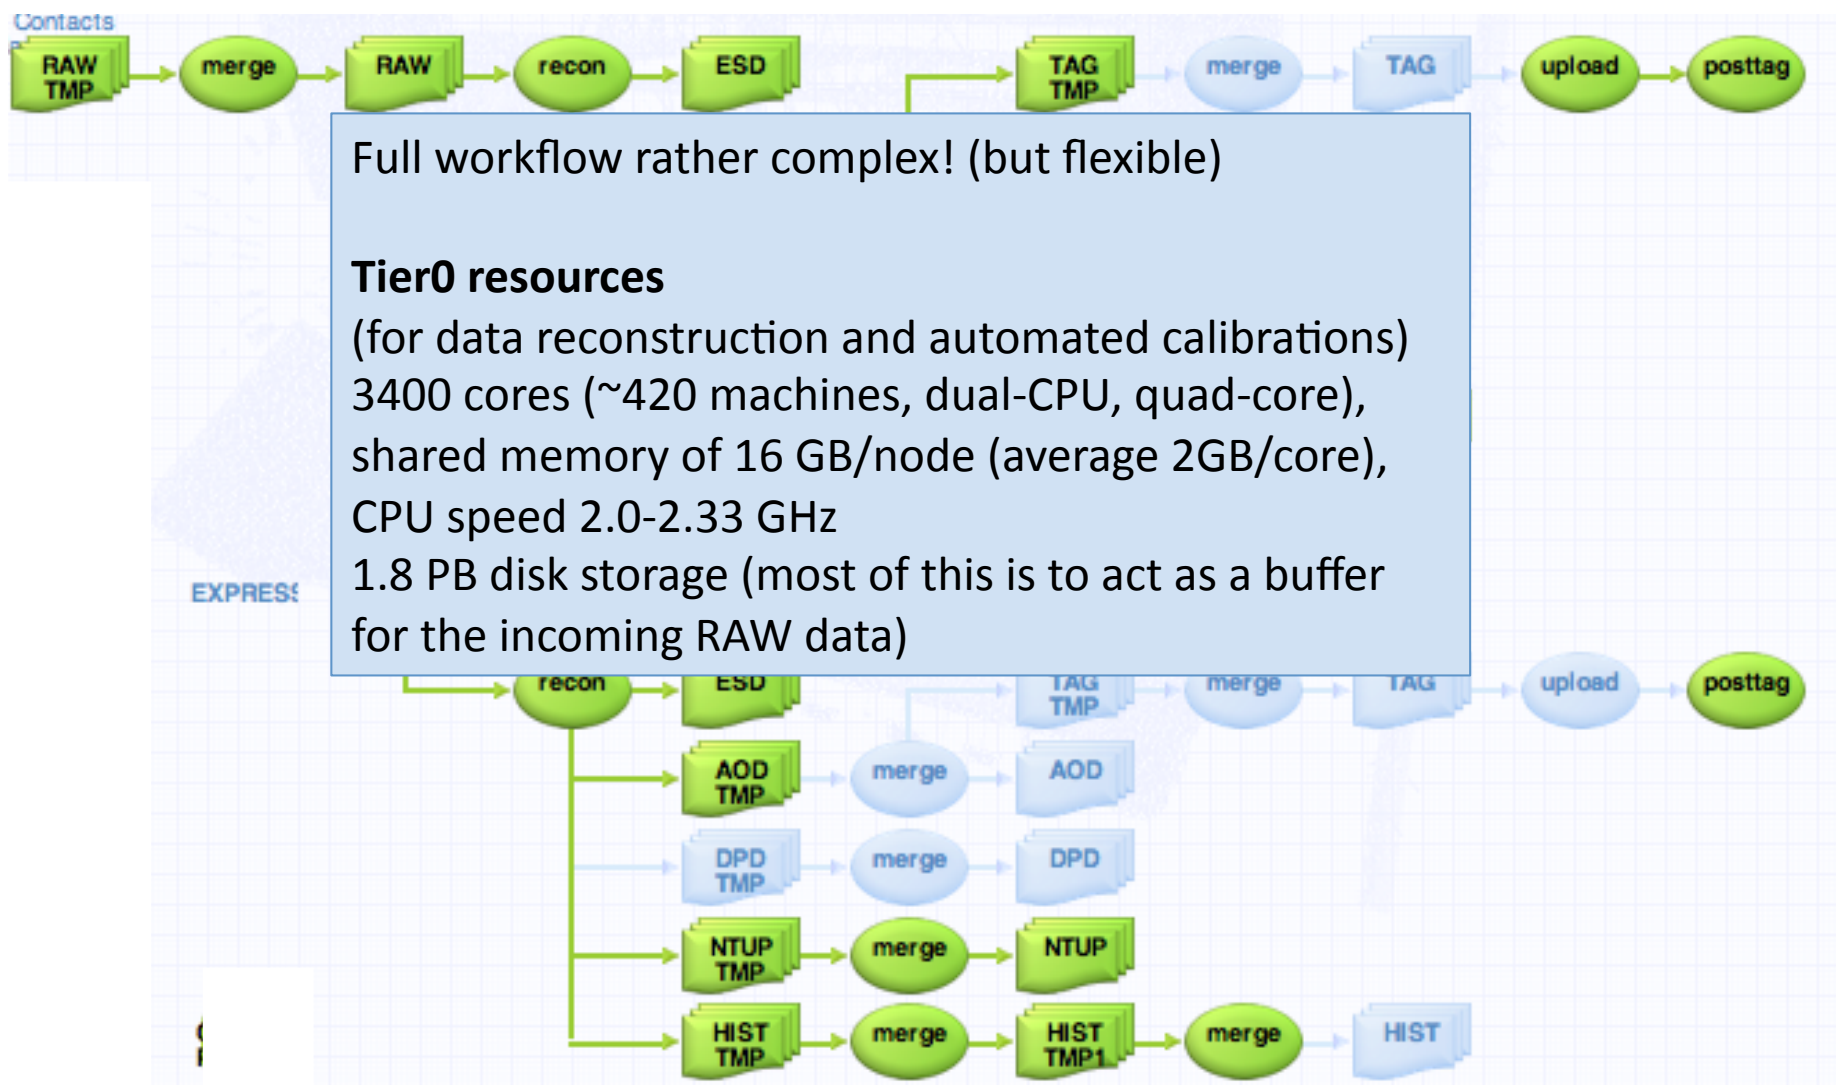 Contacts
RAW TMP merge RAW recon ESD TAG TMP merge TAG upload posttag
Full workflow rather complex! (but flexible)
Tier0 resources
(for data reconstruction and automated calibrations)
3400 cores (~420 machines, dual-CPU, quad-core),
shared memory of 16 GB/node (average 2GB/core),
CPU speed 2.0-2.33 GHz
1.8 PB disk storage (most of this is to act as a buffer
for the incoming RAW data)
EXPRESS
recon ESD TAG TMP merge TAG upload posttag
AOD TMP merge AOD
DPD TMP merge DPD
NTUP TMP merge NTUP
HIST TMP merge HIST TMP1 merge HIST